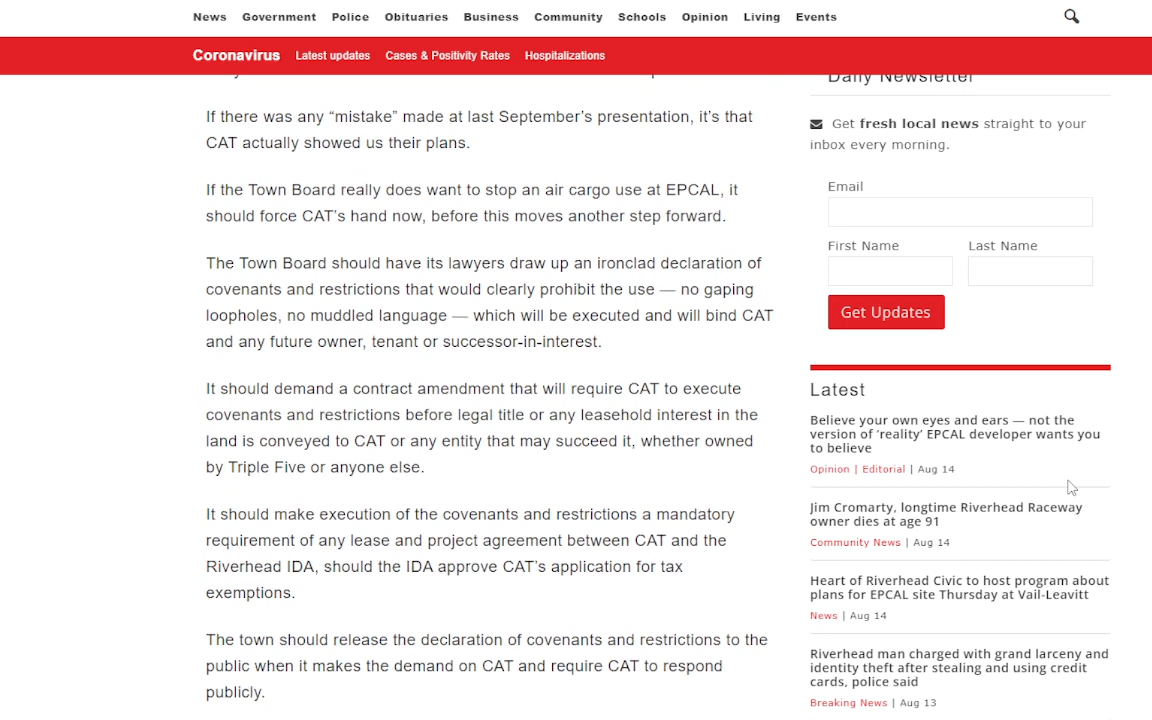 News Government Police Obituaries Business Community Schools Opinion Living Events
Coronavirus Latest updates Cases & Positivity Rates Hospitalizations
If there was any “mistake” made at last September’s presentation, it’s that
CAT actually showed us their plans.
If the Town Board really does want to stop an air cargo use at EPCAL, it
should force CAT’s hand now, before this moves another step forward.
The Town Board should have its lawyers draw up an ironclad declaration of
covenants and restrictions that would clearly prohibit the use — no gaping
loopholes, no muddled language — which will be executed and will bind CAT
and any future owner, tenant or successor-in-interest.
It should demand a contract amendment that will require CAT to execute
covenants and restrictions before legal title or any leasehold interest in the
land is conveyed to CAT or any entity that may succeed it, whether owned
by Triple Five or anyone else.
It should make execution of the covenants and restrictions a mandatory
requirement of any lease and project agreement between CAT and the
Riverhead IDA, should the IDA approve CAT’s application for tax
exemptions.
The town should release the declaration of covenants and restrictions to the
public when it makes the demand on CAT and require CAT to respond
publicly.
Daily Newsletter
Get fresh local news straight to your
inbox every morning.
Email
First Name Last Name
Get Updates
Latest
Believe your own eyes and ears — not the
version of ‘reality’ EPCAL developer wants you
to believe
Opinion | Editorial | Aug 14
Jim Cromarty, longtime Riverhead Raceway
owner dies at age 91
Community News | Aug 14
Heart of Riverhead Civic to host program about
plans for EPCAL site Thursday at Vail-Leavitt
News | Aug 14
Riverhead man charged with grand larceny and
identity theft after stealing and using credit
cards, police said
Breaking News | Aug 13